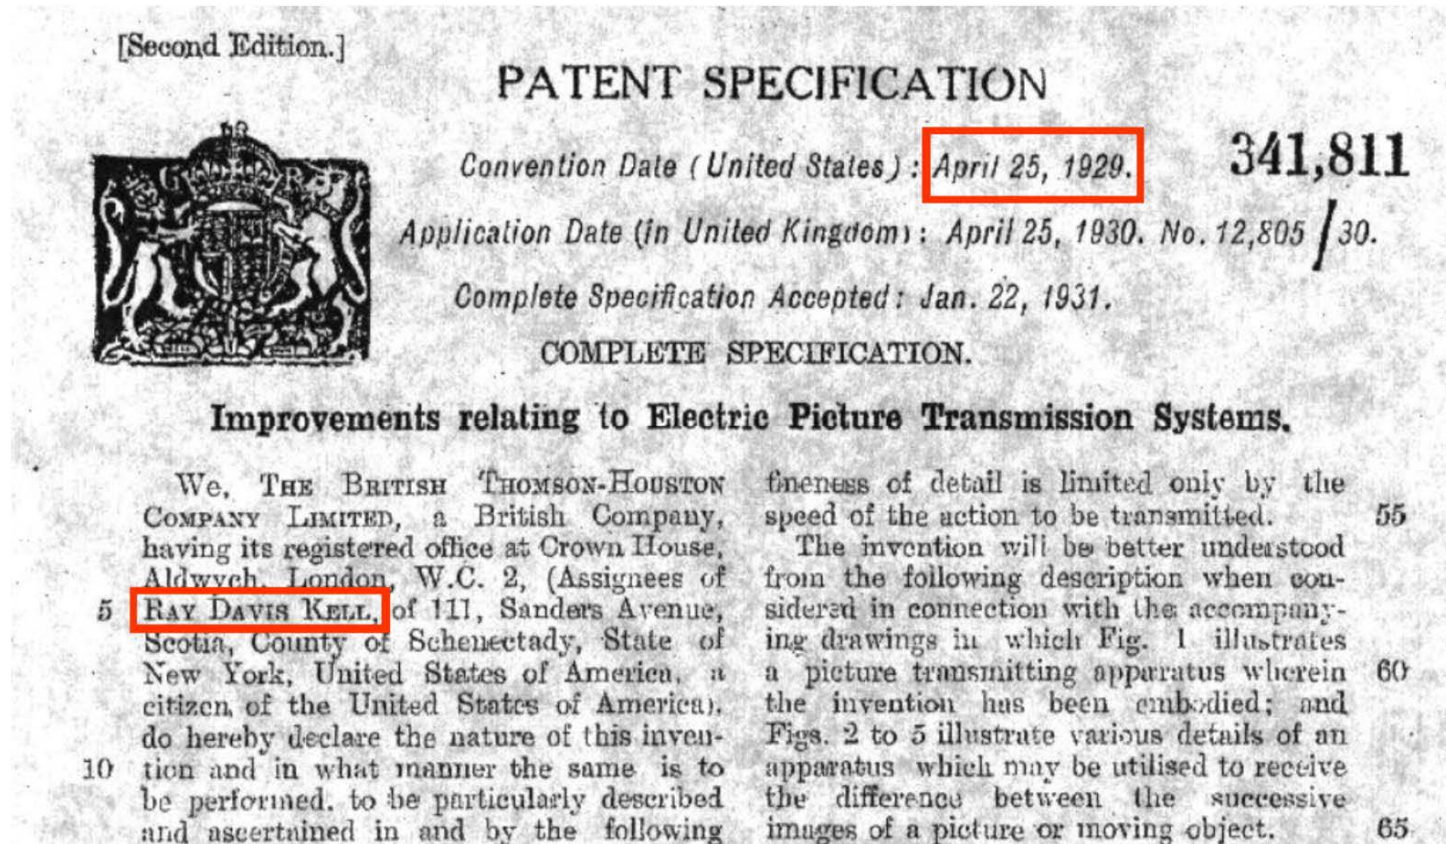 [Second Edition.]
PATENT SPECIFICATION
Convention Date (United States) : April 25, 1929.
341,811
Application Date (in United Kingdom) : April 25, 1930. No. 12,805 / 30.
Complete Specification Accepted : Jan. 22, 1931.
COMPLETE SPECIFICATION.
Improvements relating to Electric Picture Transmission Systems.
We, THE BRITISH THOMSON-HOUSTON
COMPANY LIMITED, a British Company,
having its registered office at Crown House,
Aldwych, London, W.C. 2, (Assignees of
5 RAY DAVIS KELL, of 111, Sanders Avenue,
Scotia, County of Schenectady, State of
New York, United States of America, a
citizen of the United States of America),
do hereby declare the nature of this inven-
10 tion and in what manner the same is to
be performed, to be particularly described
and ascertained in and by the following
fineness of detail is limited only by the
speed of the action to be transmitted. 55
The invention will be better understood
from the following description when con-
sidered in connection with the accompany-
ing drawings in which Fig. 1 illustrates
a picture transmitting apparatus wherein 60
the invention has been embodied; and
Figs. 2 to 5 illustrate various details of an
apparatus which may be utilised to receive
the difference between the successive
images of a picture or moving object. 65